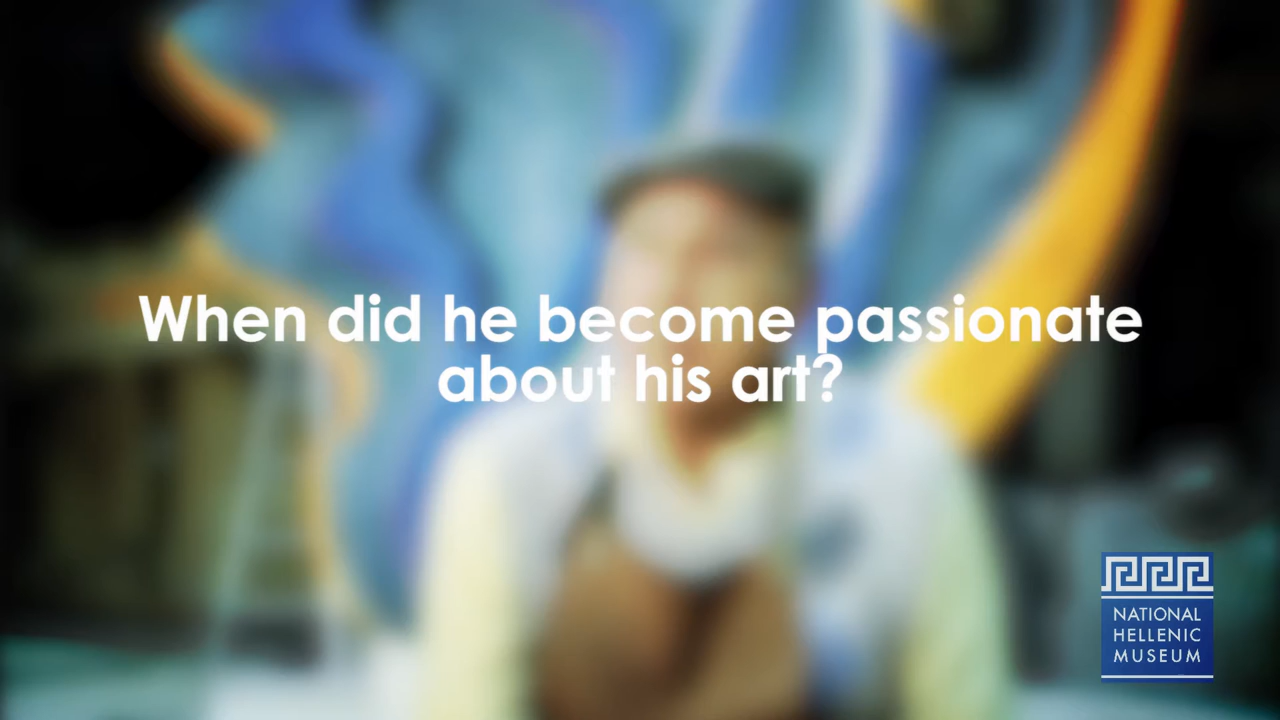 When did he become passionate
about his art?
NATIONAL
HELLENIC
MUSEUM